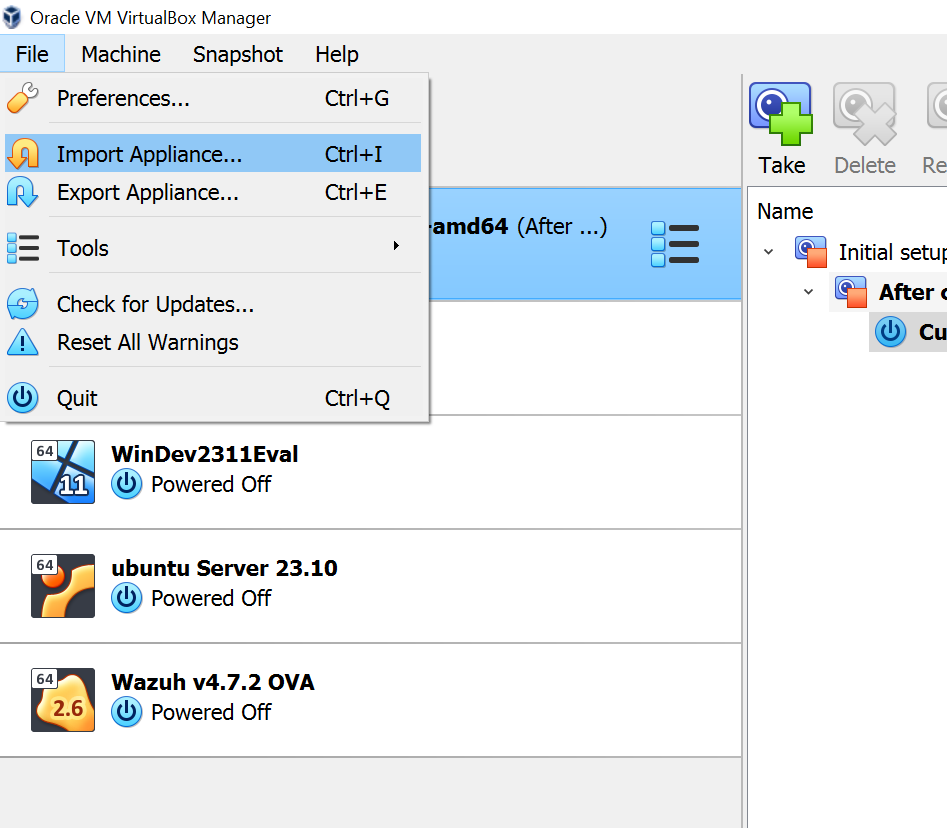 Oracle VM VirtualBox Manager
File Machine Snapshot Help
Preferences... Ctrl+G
Import Appliance... Ctrl+I
Export Appliance... Ctrl+E
Tools
Check for Updates...
Reset All Warnings
Quit Ctrl+Q
-amd64 (After ...)
64
11
WinDev2311Eval
Powered Off
64
ubuntu Server 23.10
Powered Off
64
2.6
Wazuh v4.7.2 OVA
Powered Off
Take Delete
Name
Initial setup
After